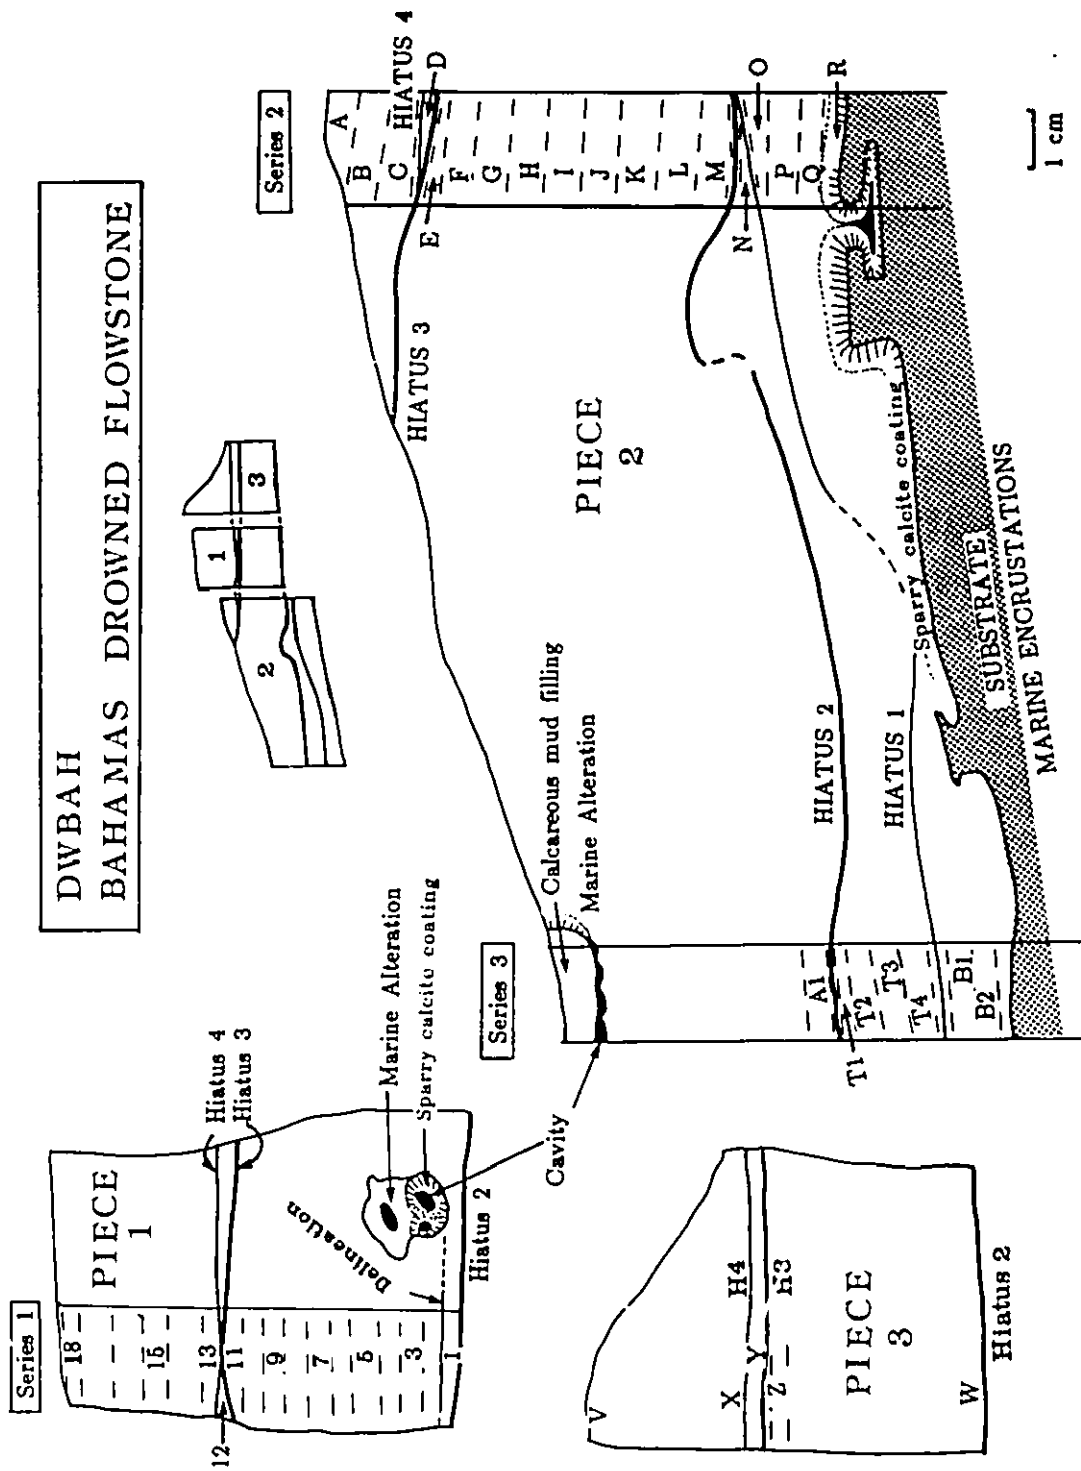 DWBAH
BAHAMAS DROWNED FLOWSTONE
Series 1
PIECE
1
18
15
13
11
9
7
5
3
1
12
Hiatus 4
Hiatus 3
Delineation
Hiatus 2
Marine Alteration
Sparry calcite coating
Cavity
2
1
3
Series 3
Calcareous mud filling
Marine Alteration
A1
T1
T2
T3
T4
B1
B2
PIECE
2
HIATUS 3
HIATUS 2
HIATUS 1
Sparry calcite coating
SUBSTRATE
MARINE ENCRUSTATIONS
Series 2
A
B
C
HIATUS 4
D
E
F
G
H
I
J
K
L
M
N
O
P
Q
R
1 cm
V
X
H4
Y
H3
Z
PIECE
3
W
Hiatus 2